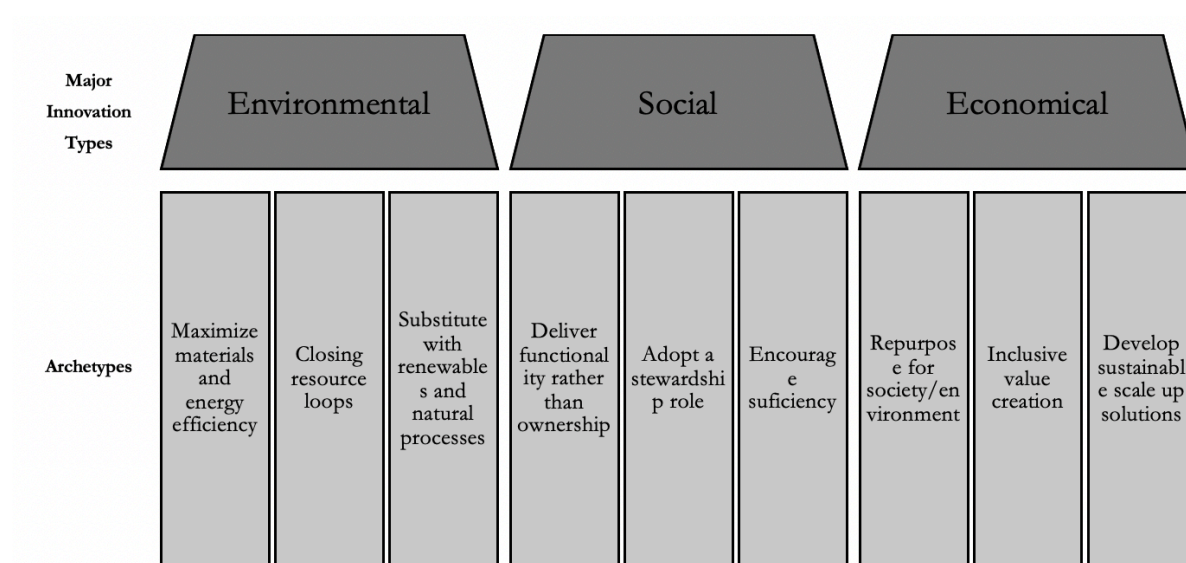 Major
Innovation
Types
Environmental
Social
Economical
Archetypes
Maximize
materials
and
energy
efficiency
Closing
resource
loops
Substitute
with
renewable
s and
natural
processes
Deliver
functional
ity rather
than
ownership
Adopt a
stewardshi
p role
Encourag
e
suficiency
Repurpos
e for
society/en
vironment
Inclusive
value
creation
Develop
sustainabl
e scale up
solutions